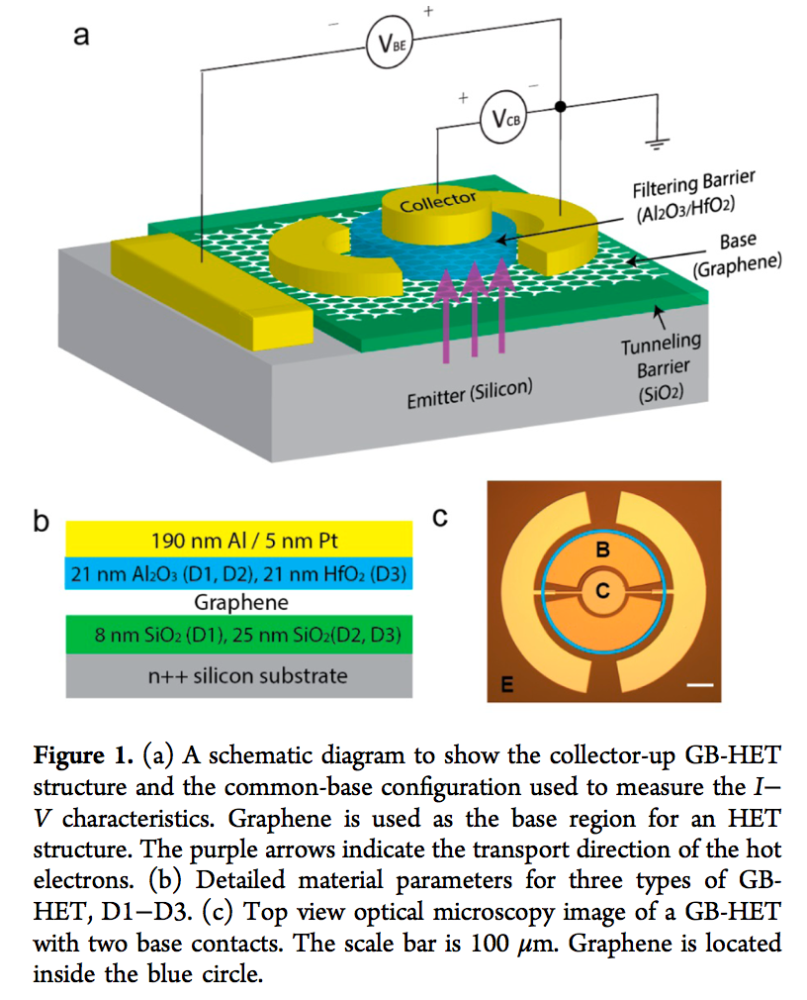 a
− +
VBE
+ −
VCB
Collector
Filtering Barrier
(Al2O3/HfO2)
Base
(Graphene)
Tunneling
Barrier
(SiO2)
Emitter (Silicon)
b
190 nm Al / 5 nm Pt
21 nm Al₂O₃ (D1, D2), 21 nm HfO₂ (D3)
Graphene
8 nm SiO₂ (D1), 25 nm SiO₂(D2, D3)
n++ silicon substrate
c
B
C
E
Figure 1. (a) A schematic diagram to show the collector-up GB-HET
structure and the common-base configuration used to measure the I−
V characteristics. Graphene is used as the base region for an HET
structure. The purple arrows indicate the transport direction of the hot
electrons. (b) Detailed material parameters for three types of GB-
HET, D1−D3. (c) Top view optical microscopy image of a GB-HET
with two base contacts. The scale bar is 100 μm. Graphene is located
inside the blue circle.